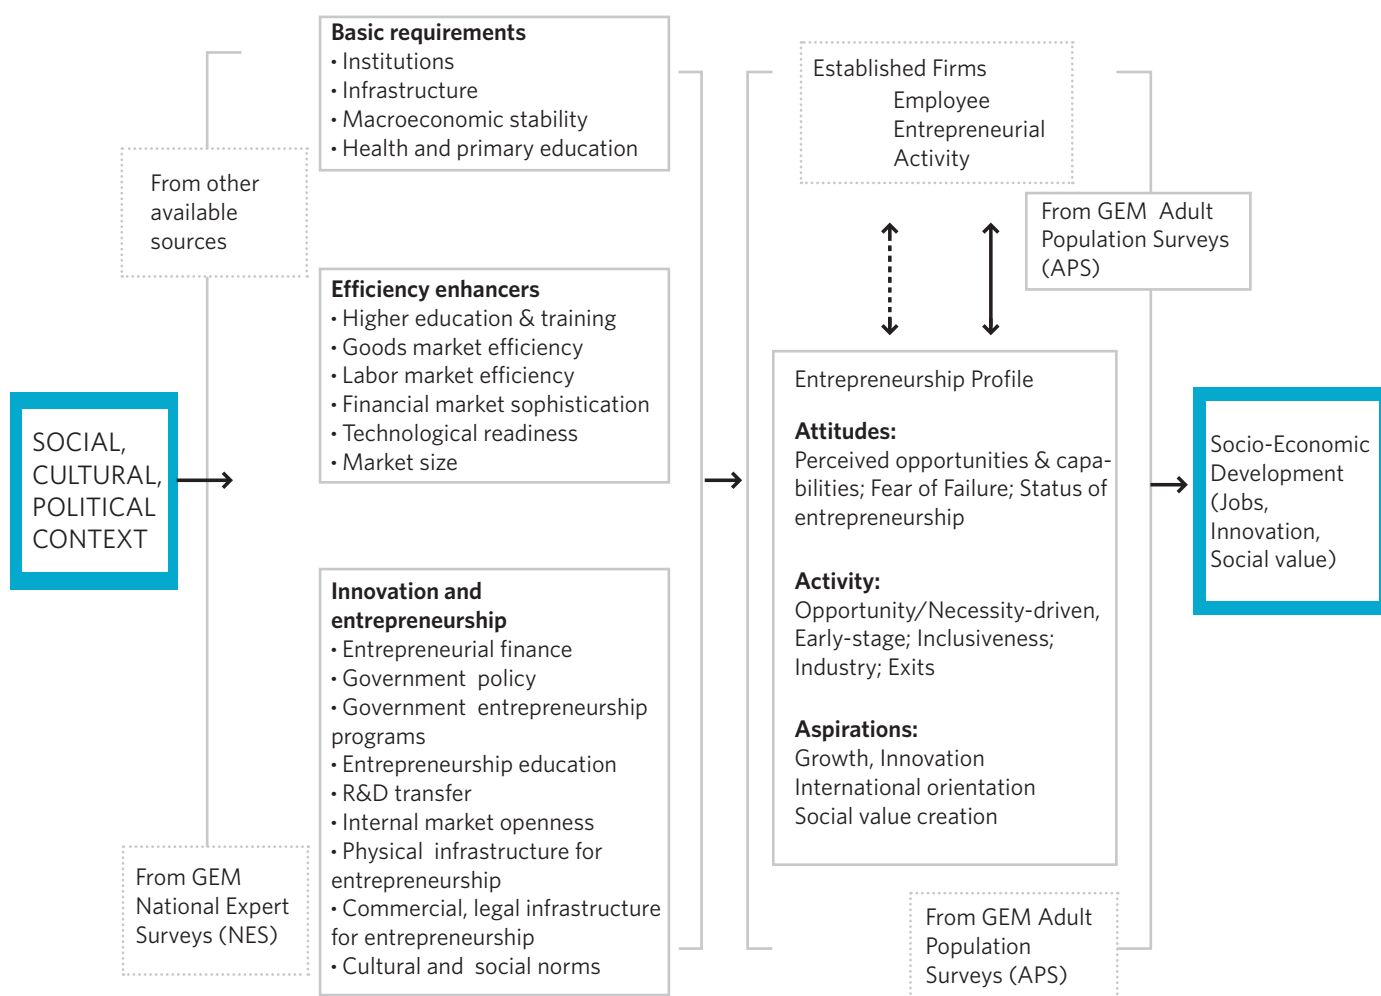 Basic requirements
• Institutions
• Infrastructure
• Macroeconomic stability
• Health and primary education
From other
available
sources
Efficiency enhancers
• Higher education & training
• Goods market efficiency
• Labor market efficiency
• Financial market sophistication
• Technological readiness
• Market size
SOCIAL,
CULTURAL,
POLITICAL
CONTEXT
Innovation and
entrepreneurship
• Entrepreneurial finance
• Government policy
• Government entrepreneurship
programs
• Entrepreneurship education
• R&D transfer
• Internal market openness
• Physical infrastructure for
entrepreneurship
• Commercial, legal infrastructure
for entrepreneurship
• Cultural and social norms
From GEM
National Expert
Surveys (NES)
Established Firms
Employee
Entrepreneurial
Activity
From GEM Adult
Population Surveys
(APS)
Entrepreneurship Profile
Attitudes:
Perceived opportunities & capa-
bilities; Fear of Failure; Status of
entrepreneurship
Activity:
Opportunity/Necessity-driven,
Early-stage; Inclusiveness;
Industry; Exits
Aspirations:
Growth, Innovation
International orientation
Social value creation
From GEM Adult
Population
Surveys (APS)
Socio-Economic
Development
(Jobs,
Innovation,
Social value)